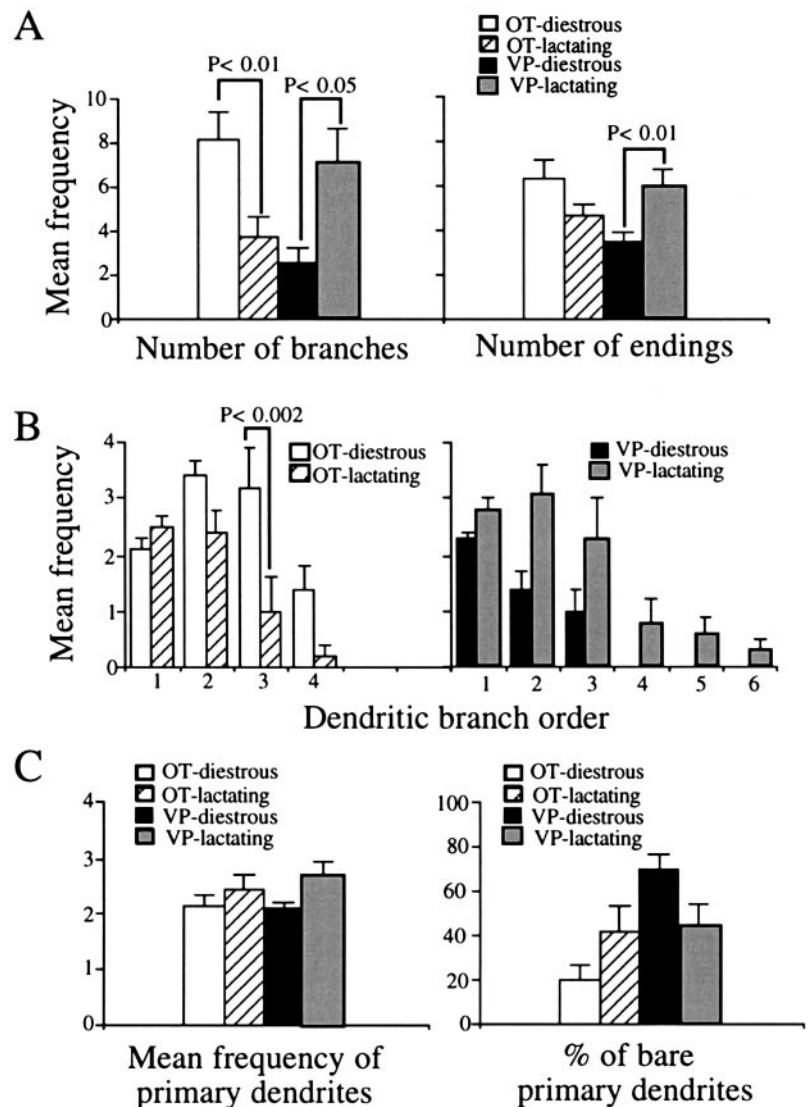 A
OT-diestrous
OT-lactating
VP-diestrous
VP-lactating
P< 0.01
P< 0.05
P< 0.01
10
8
6
4
2
0
Mean frequency
Number of branches
Number of endings
B
P< 0.002
OT-diestrous
OT-lactating
VP-diestrous
VP-lactating
4
3
2
1
0
Mean frequency
1 2 3 4
1 2 3 4 5 6
Dendritic branch order
C
OT-diestrous
OT-lactating
VP-diestrous
VP-lactating
4
3
2
1
0
Mean frequency of
primary dendrites
OT-diestrous
OT-lactating
VP-diestrous
VP-lactating
100
80
60
40
20
0
% of bare
primary dendrites